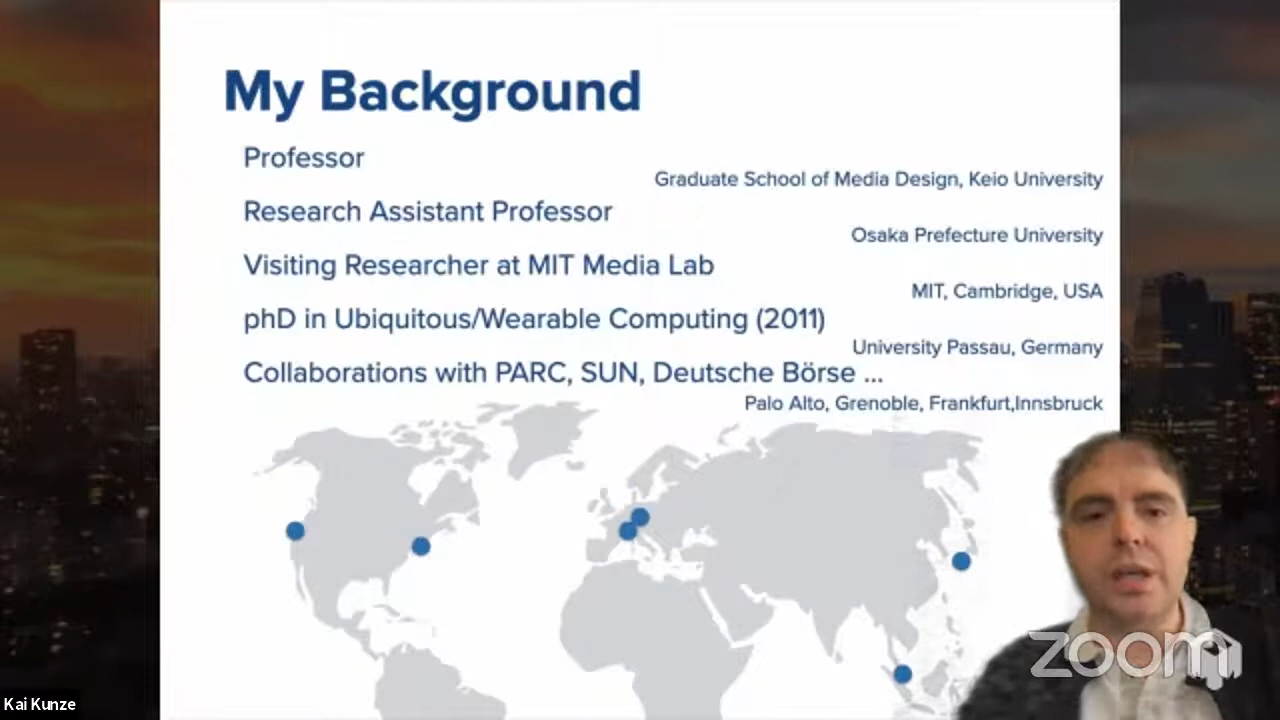 My Background
Professor
Graduate School of Media Design, Keio University
Research Assistant Professor
Osaka Prefecture University
Visiting Researcher at MIT Media Lab
MIT, Cambridge, USA
phD in Ubiquitous/Wearable Computing (2011)
University Passau, Germany
Collaborations with PARC, SUN, Deutsche Börse ...
Palo Alto, Grenoble, Frankfurt,Innsbruck
zoom
Kai Kunze